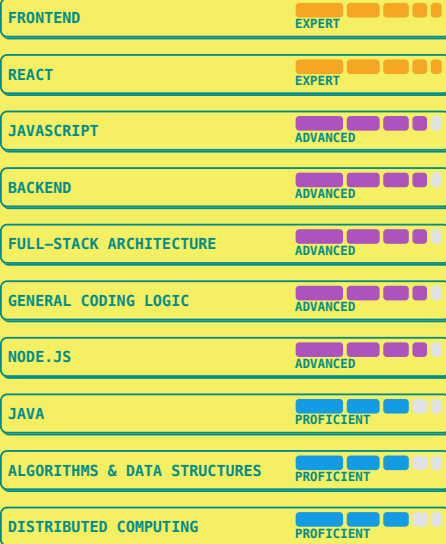 FRONTEND
EXPERT
REACT
EXPERT
JAVASCRIPT
ADVANCED
BACKEND
ADVANCED
FULL–STACK ARCHITECTURE
ADVANCED
GENERAL CODING LOGIC
ADVANCED
NODE.JS
ADVANCED
JAVA
PROFICIENT
ALGORITHMS & DATA STRUCTURES
PROFICIENT
DISTRIBUTED COMPUTING
PROFICIENT